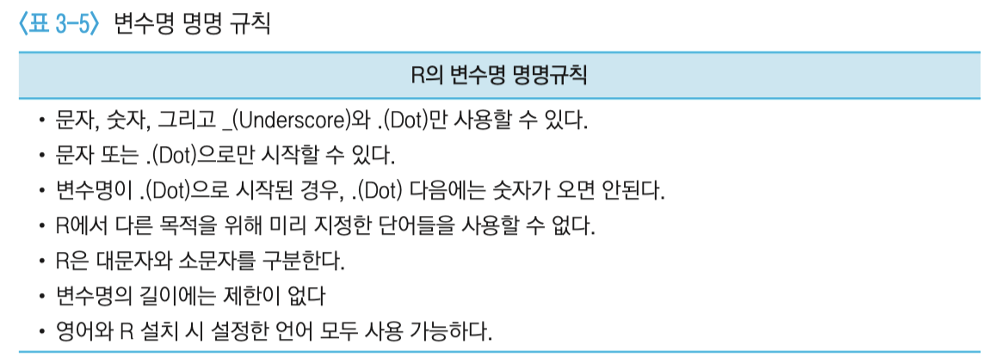 〈표 3-5〉 변수명 명명 규칙
R의 변수명 명명규칙
• 문자, 숫자, 그리고 _(Underscore)와 .(Dot)만 사용할 수 있다.
• 문자 또는 .(Dot)으로만 시작할 수 있다.
• 변수명이 .(Dot)으로 시작된 경우, .(Dot) 다음에는 숫자가 오면 안된다.
• R에서 다른 목적을 위해 미리 지정한 단어들을 사용할 수 없다.
• R은 대문자와 소문자를 구분한다.
• 변수명의 길이에는 제한이 없다
• 영어와 R 설치 시 설정한 언어 모두 사용 가능하다.